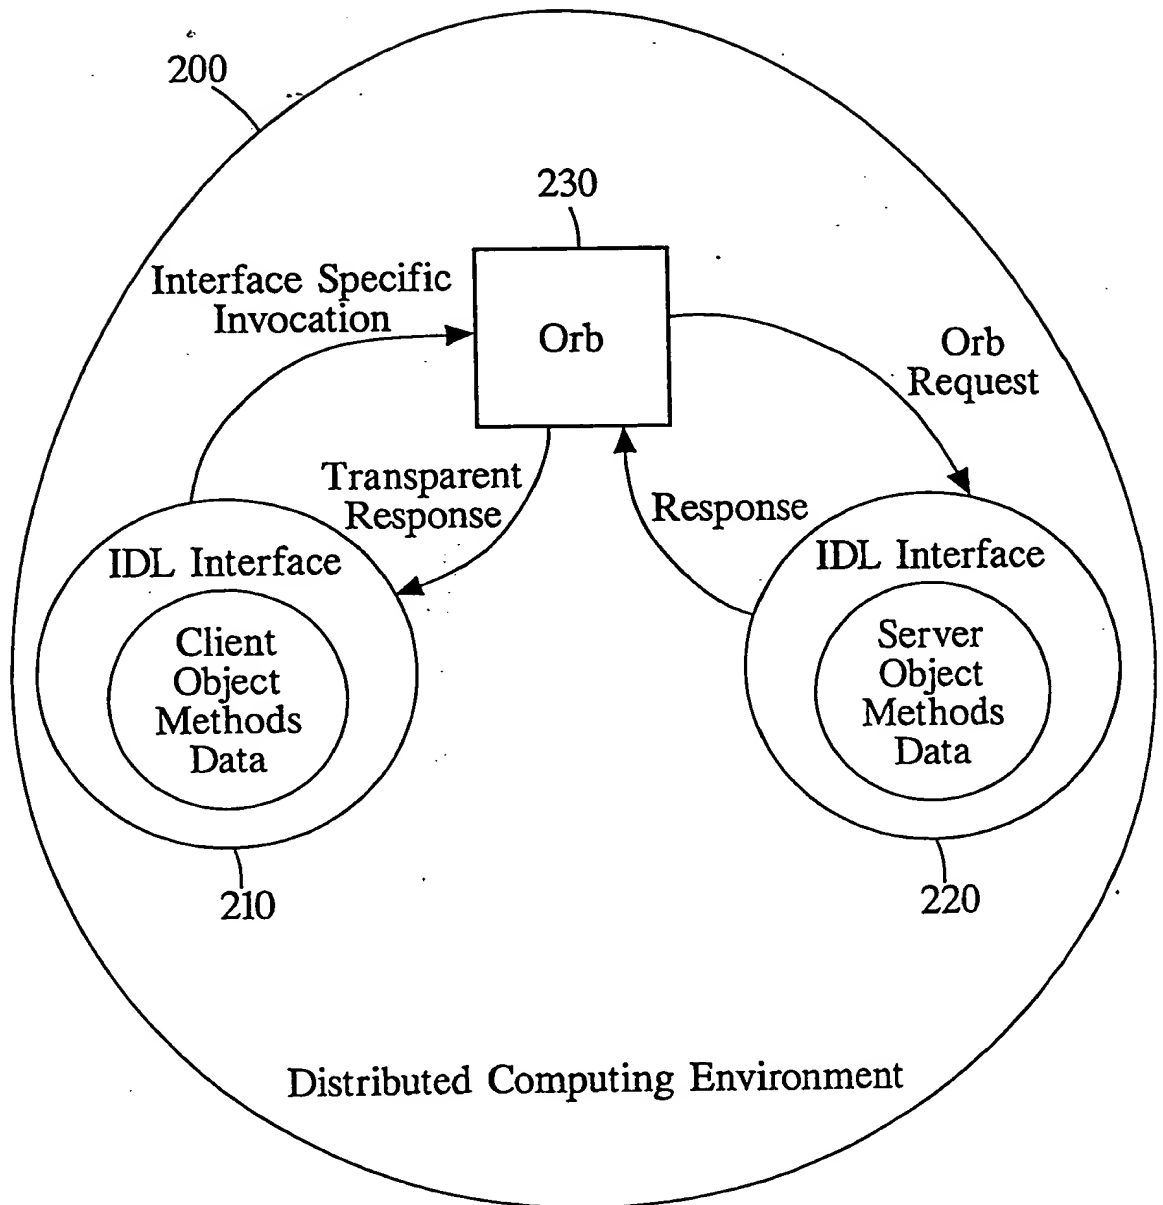 200
230
Interface Specific
Invocation
Orb
Orb
Request
Transparent
Response
Response
IDL Interface
Client
Object
Methods
Data
IDL Interface
Server
Object
Methods
Data
210
220
Distributed Computing Environment